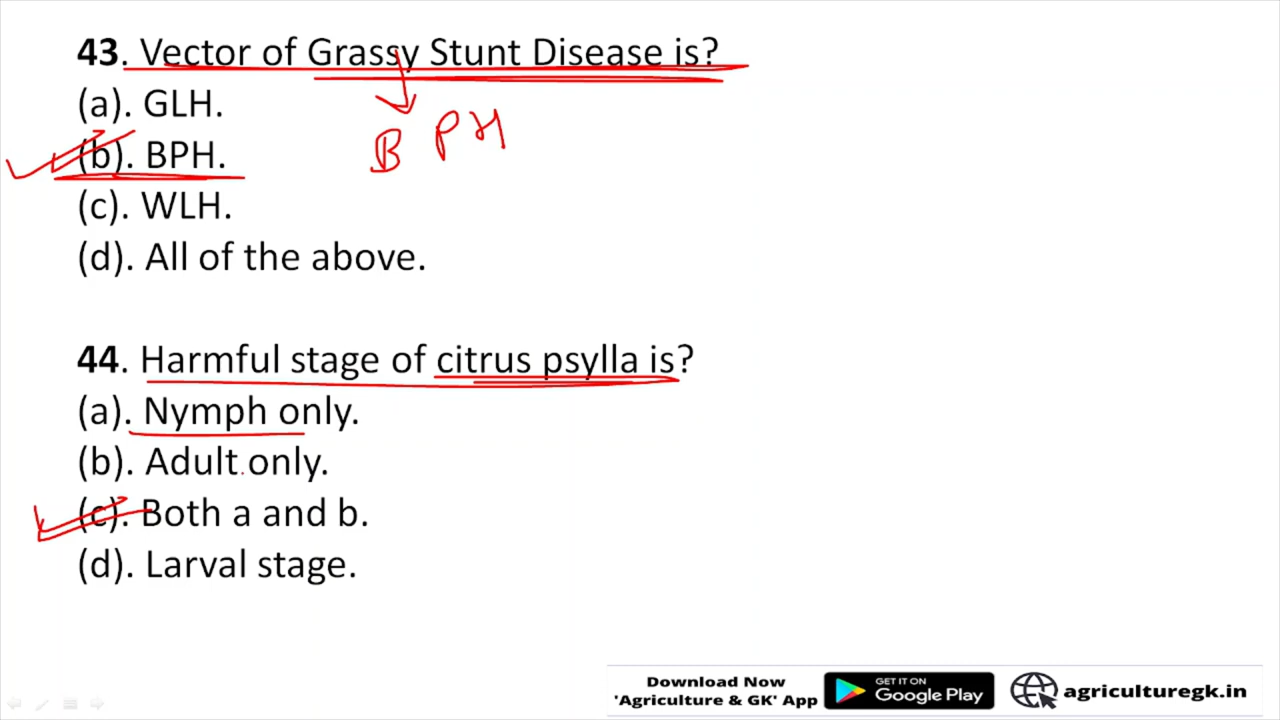 43. Vector of Grassy Stunt Disease is?
(a). GLH.
(b). BPH.
BPH
(c). WLH.
(d). All of the above.
44. Harmful stage of citrus psylla is?
(a). Nymph only.
(b). Adult only.
(c). Both a and b.
(d). Larval stage.
Download Now
'Agriculture & GK' App
GET IT ON
Google Play
agriculturegk.in